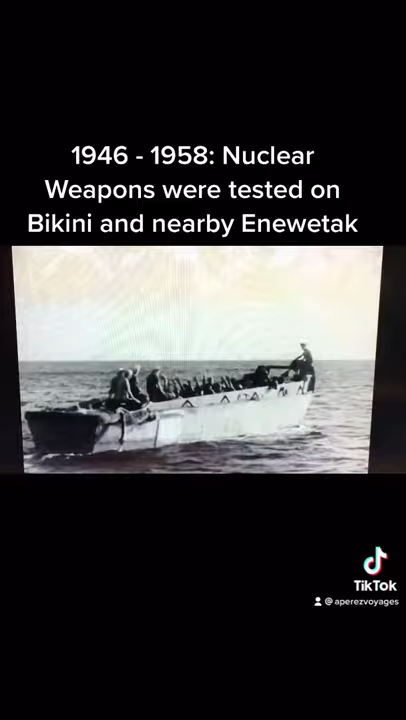 1946 - 1958: Nuclear
Weapons were tested on
Bikini and nearby Enewetak
TikTok
@aperezvoyages